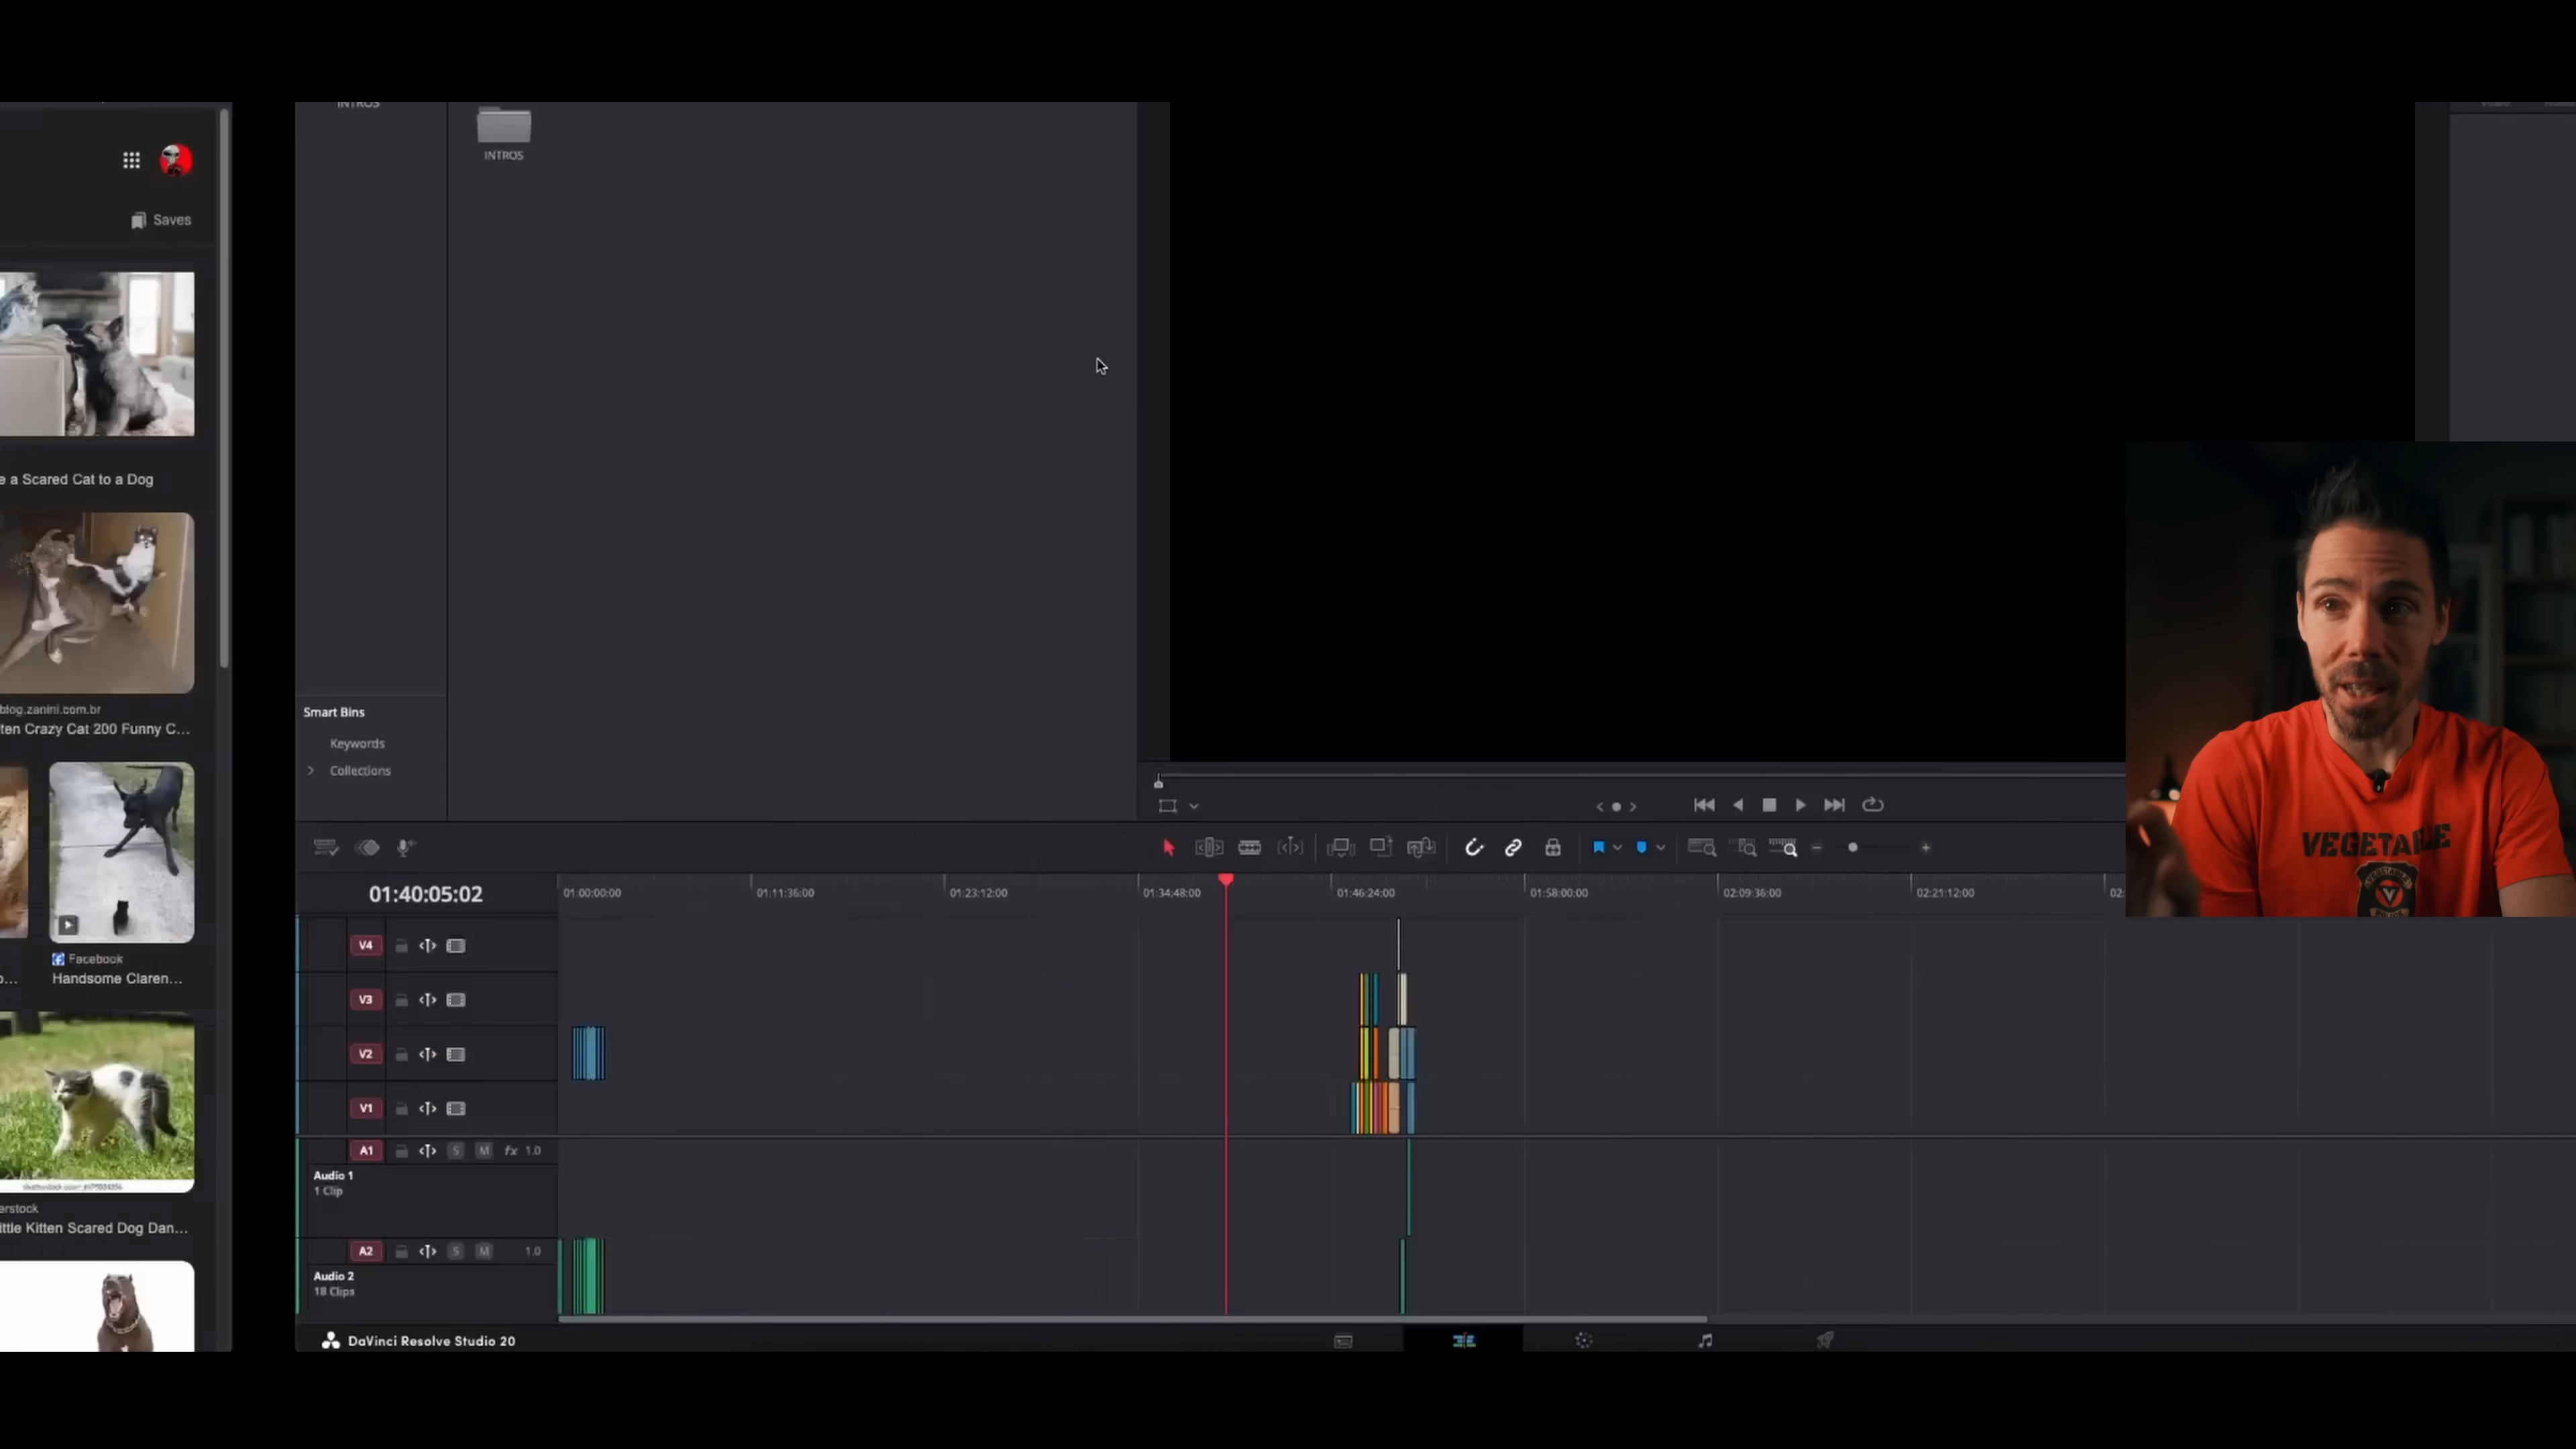 Saves
e a Scared Cat to a Dog
blog.zanini.com.br
ten Crazy Cat 200 Funny C...
Facebook
o...
Handsome Claren...
erstock
ittle Kitten Scared Dog Dan...
INTROS
INTROS
Smart Bins
Keywords
Collections
01:40:05:02
01:00:00:00
01:11:36:00
01:23:12:00
01:34:48:00
01:46:24:00
01:58:00:00
02:09:36:00
02:21:12:00
02:
V4
V3
V2
V1
A1 S M fx 1.0
Audio 1
1 Clip
A2 S M 1.0
Audio 2
18 Clips
DaVinci Resolve Studio 20
VEGETABLE